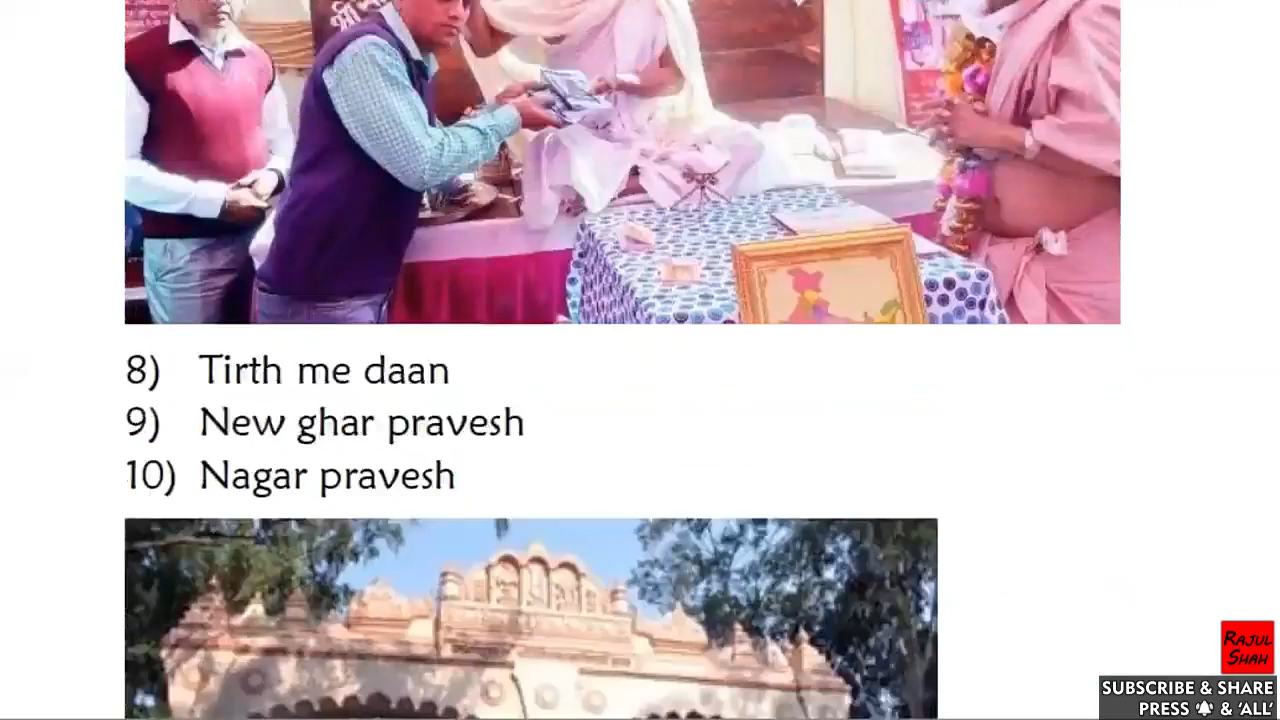 श्री
8) Tirth me daan
9) New ghar pravesh
10) Nagar pravesh
RAJUL
SHAH
SUBSCRIBE & SHARE
PRESS 🔔 & 'ALL'